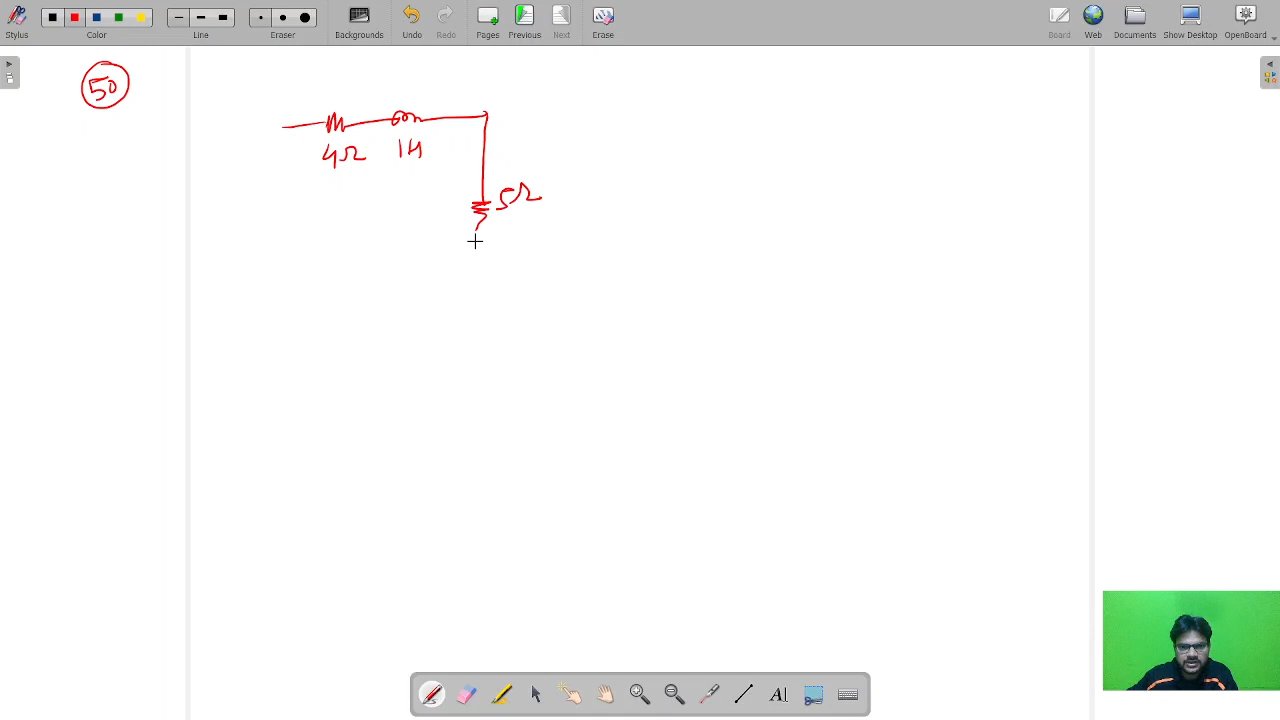 Stylus Color Line Eraser Backgrounds Undo Redo Pages Previous Next Erase Board Web Documents Show Desktop OpenBoard
50
4Ω 1H
5Ω
AI